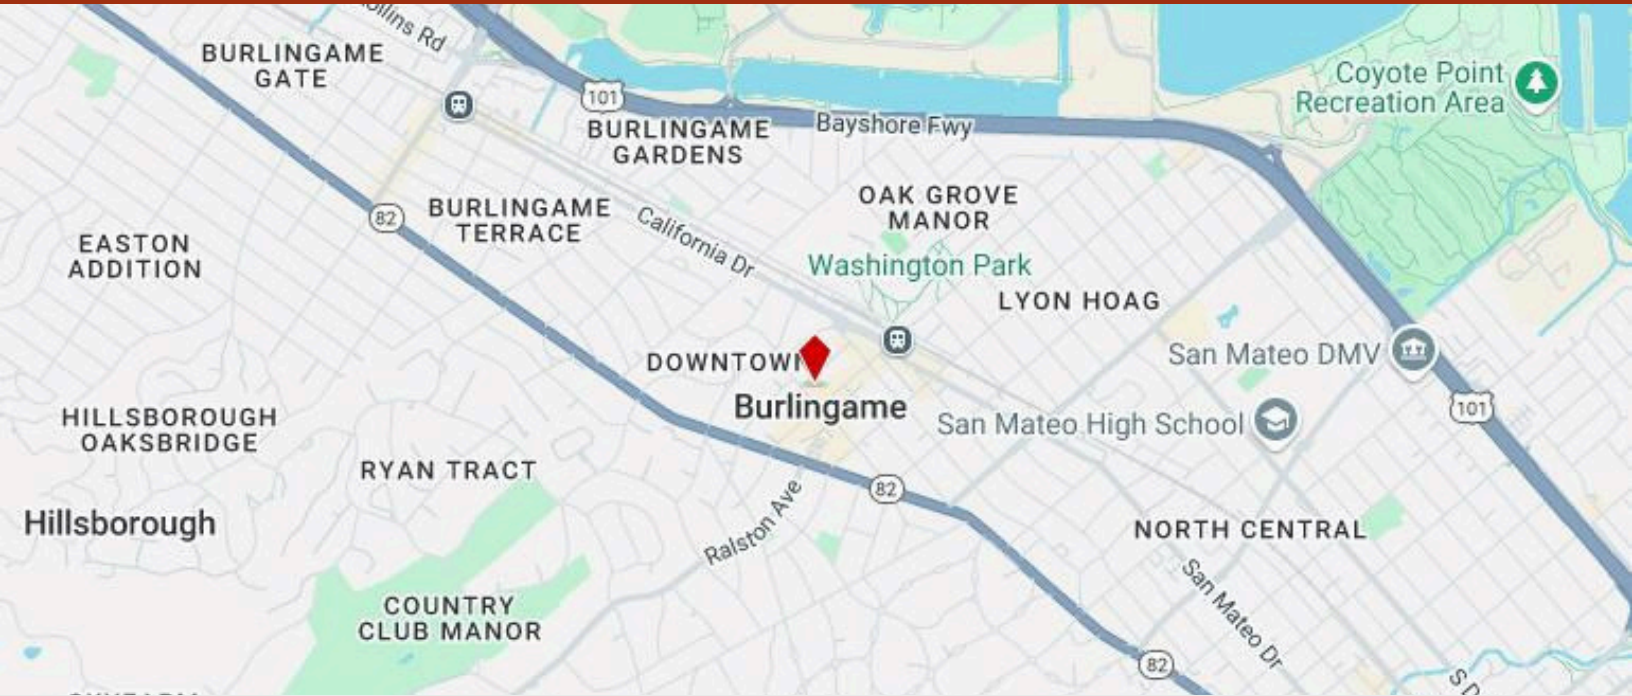 Collins Rd
BURLINGAME
GATE
Coyote Point
Recreation Area
101
BURLINGAME
GARDENS
Bayshore Fwy
OAK GROVE
MANOR
82
BURLINGAME
TERRACE
California Dr
EASTON
ADDITION
Washington Park
LYON HOAG
DOWNTOWN
San Mateo DMV
Burlingame
HILLSBOROUGH
OAKSBRIDGE
San Mateo High School
101
RYAN TRACT
82
Hillsborough
Ralston Ave
NORTH CENTRAL
COUNTRY
CLUB MANOR
San Mateo Dr
82